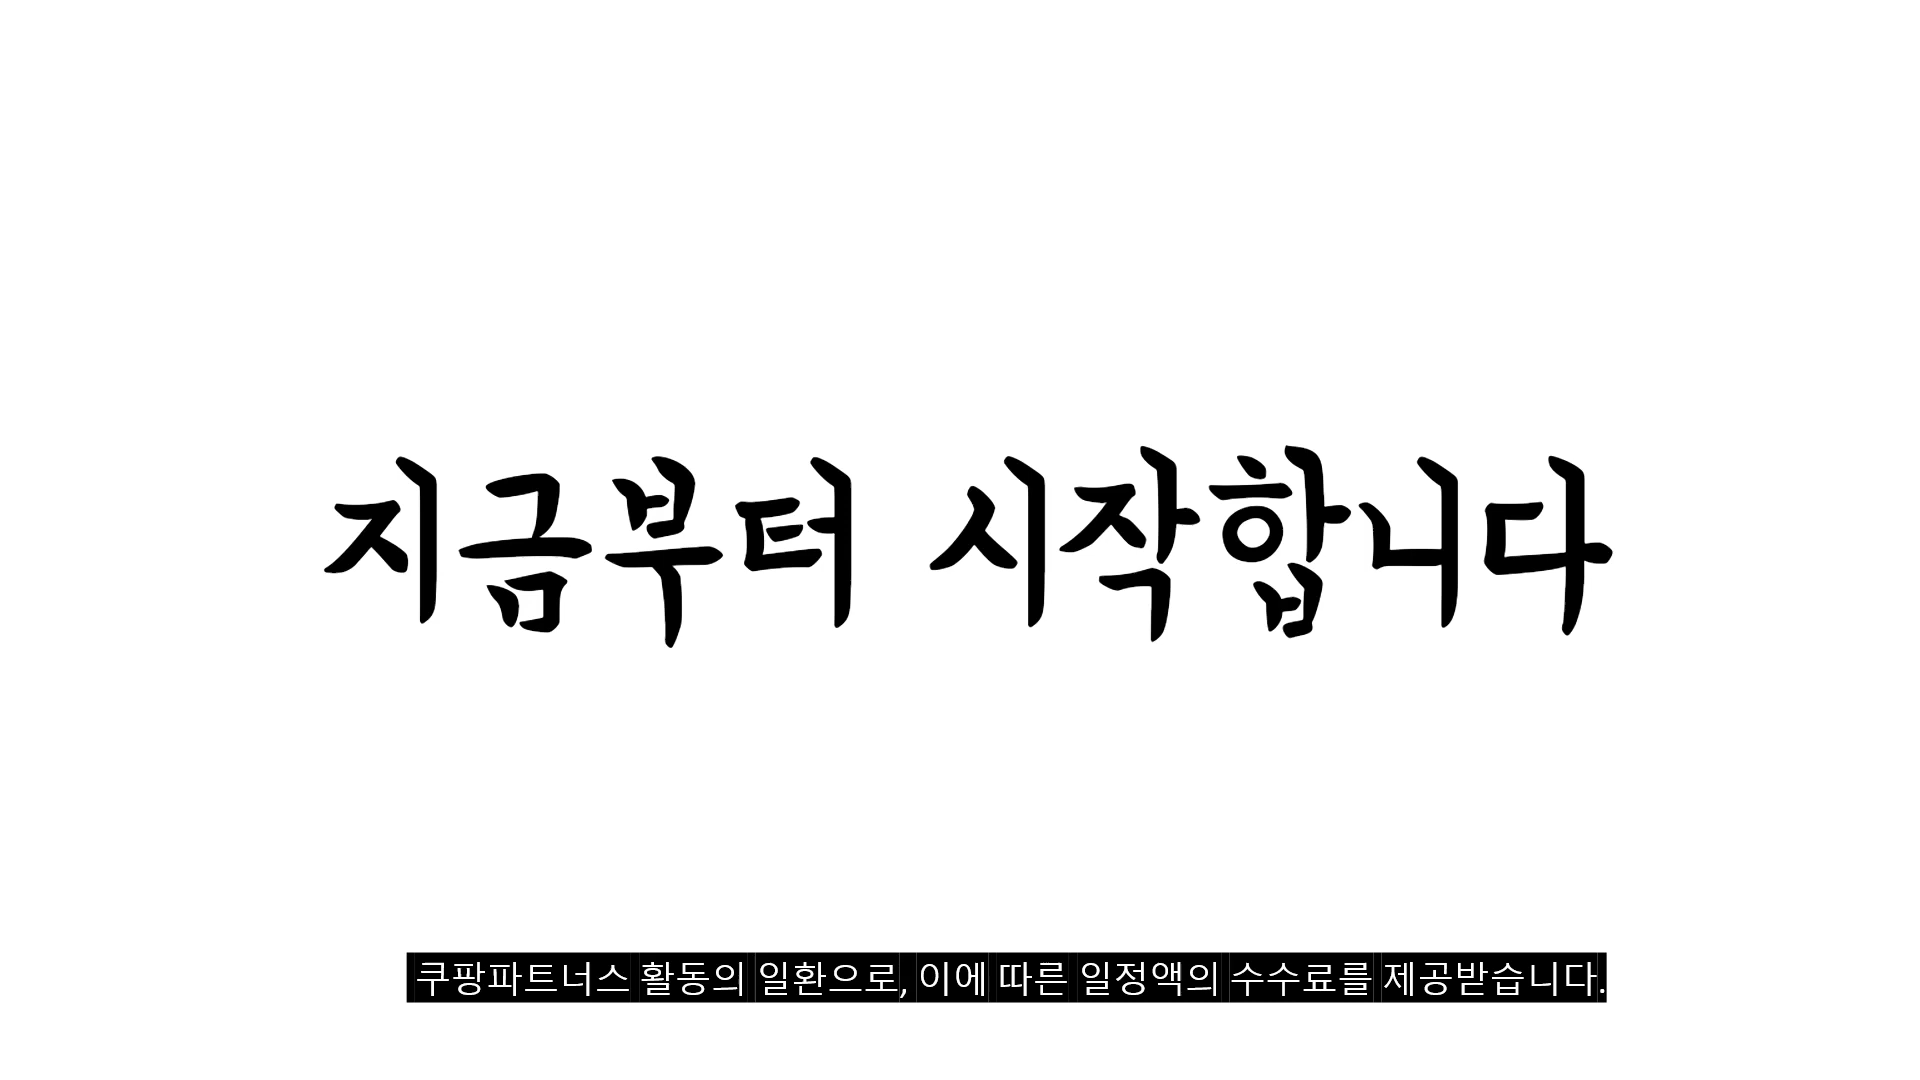 지금부터 시작합니다
쿠팡파트너스 활동의 일환으로, 이에 따른 일정액의 수수료를 제공받습니다.